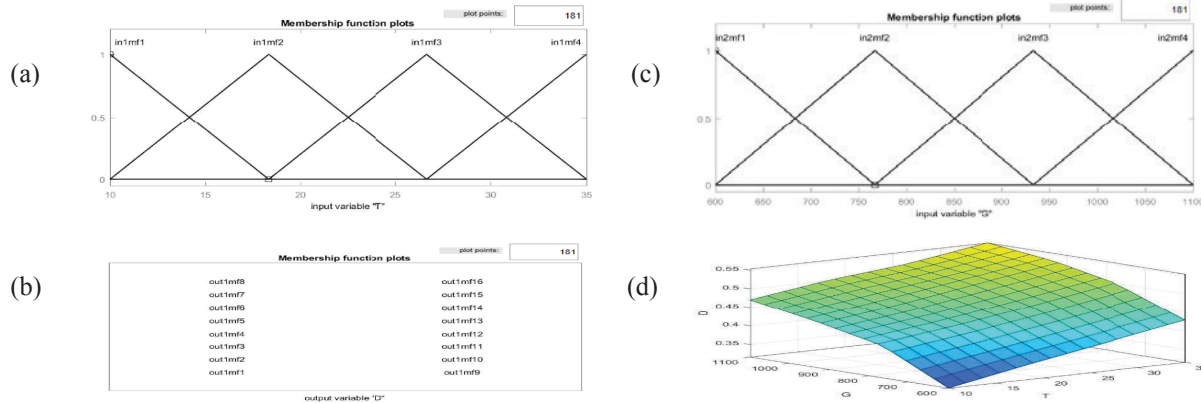 (a)
plot points: 181
Membership function plots
in1mf1 in1mf2 in1mf3 in1mf4
1
0.5
0
10 15 20 25 30 35
input variable "T"
(c)
plot points: 181
Membership function plots
in2mf1 in2mf2 in2mf3 in2mf4
1
0.5
0
600 650 700 750 800 850 900 950 1000 1050 1100
input variable "G"
(b)
plot points: 181
Membership function plots
out1mf8 out1mf16
out1mf7 out1mf15
out1mf6 out1mf14
out1mf5 out1mf13
out1mf4 out1mf12
out1mf3 out1mf11
out1mf2 out1mf10
out1mf1 out1mf9
output variable "D"
(d)
0.55
0.5
0.45
0.4
0.35
D
1100
1000
900
800
700
600
G
10 15 20 25 30
T